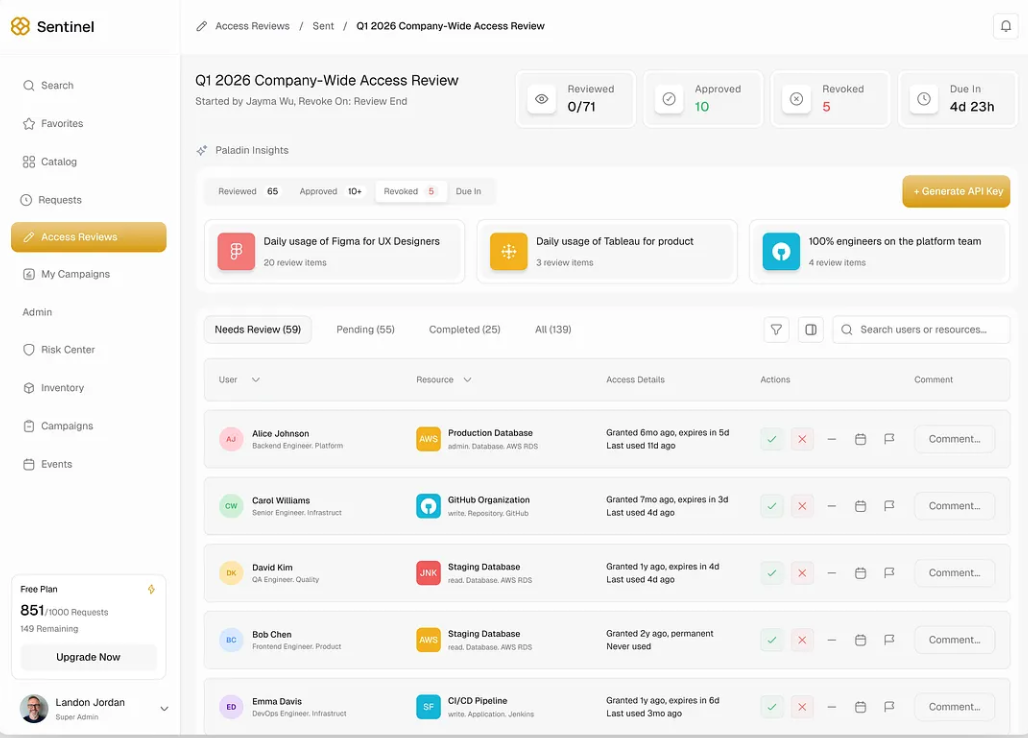 Sentinel
Access Reviews / Sent / Q1 2026 Company-Wide Access Review
Search
Favorites
Catalog
Requests
Access Reviews
My Campaigns
Admin
Risk Center
Inventory
Campaigns
Events
Free Plan
851/1000 Requests
149 Remaining
Upgrade Now
Landon Jordan
Super Admin
Q1 2026 Company-Wide Access Review
Started by Jayma Wu, Revoke On: Review End
Reviewed
0/71
Approved
10
Revoked
5
Due In
4d 23h
Paladin Insights
Reviewed 65 Approved 10+ Revoked 5 Due In
+ Generate API Key
Daily usage of Figma for UX Designers
20 review items
Daily usage of Tableau for product
3 review items
100% engineers on the platform team
4 review items
Needs Review (59) Pending (55) Completed (25) All (139)
Search users or resources...
User Resource Access Details Actions Comment
AJ
Alice Johnson
Backend Engineer. Platform
AWS
Production Database
admin. Database. AWS RDS
Granted 6mo ago, expires in 5d
Last used 11d ago
Comment...
CW
Carol Williams
Senior Engineer. Infrastruct
GitHub Organization
write. Repository. GitHub
Granted 7mo ago, expires in 3d
Last used 4d ago
Comment...
DK
David Kim
QA Engineer. Quality
JNK
Staging Database
read. Database. AWS RDS
Granted 1y ago, expires in 4d
Last used 4d ago
Comment...
BC
Bob Chen
Frontend Engineer. Product
AWS
Staging Database
read. Database. AWS RDS
Granted 2y ago, permanent
Never used
Comment...
ED
Emma Davis
DevOps Engineer. Infrastruct
SF
CI/CD Pipeline
write. Application. Jenkins
Granted 1y ago, expires in 6d
Last used 3mo ago
Comment...